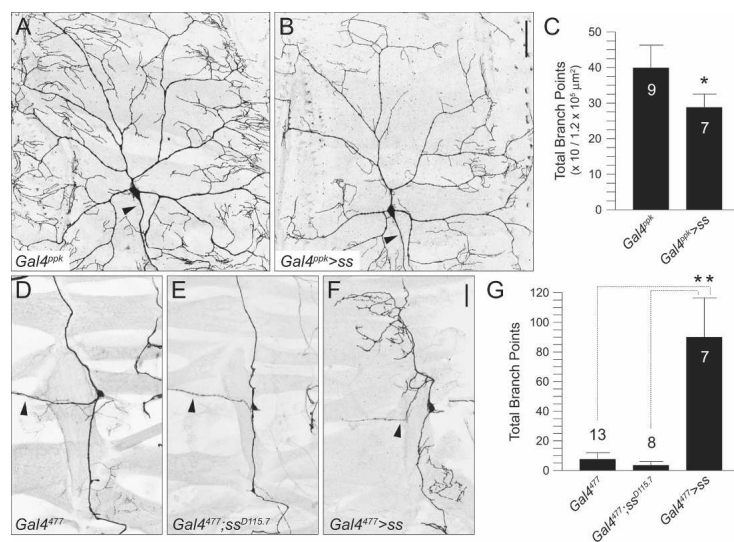 A
Gal4ppk
B
Gal4ppk>ss
C
Total Branch Points
(x 10 / 1.2 x 10⁵ µm²)
50
40
30
20
10
0
9
*
7
Gal4ppk
Gal4ppk>ss
D
Gal4477
E
Gal4477;ssD115.7
F
Gal4477>ss
G
Total Branch Points
120
100
80
60
40
20
0
13
8
**
7
Gal4477
Gal4477;ssD115.7
Gal4477>ss